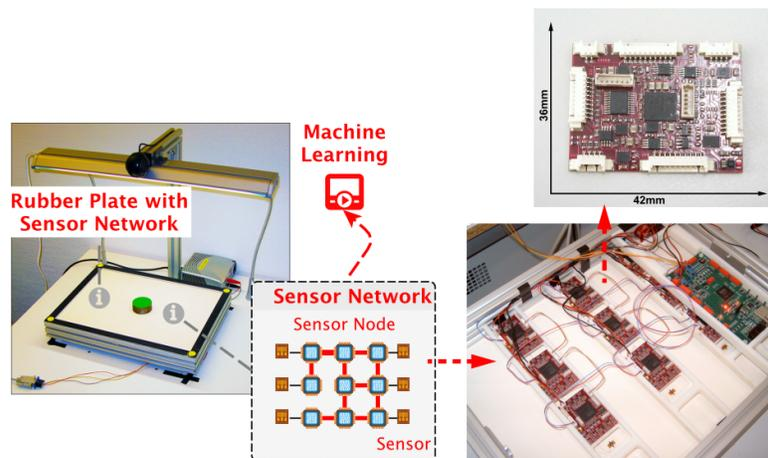 Machine
Learning
Rubber Plate with
Sensor Network
Sensor Network
Sensor Node
Sensor
36mm
42mm